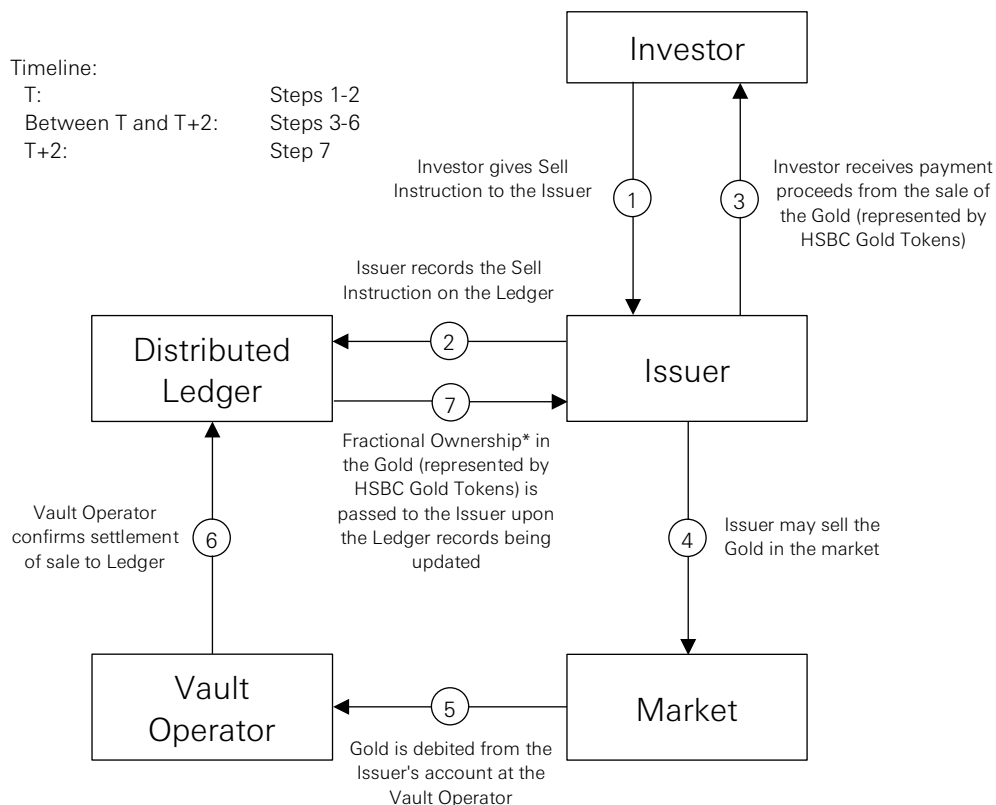 Investor
Timeline:
T: Steps 1-2
Between T and T+2: Steps 3-6
T+2: Step 7
Investor gives Sell
Instruction to the Issuer
1
3
Investor receives payment
proceeds from the sale of
the Gold (represented by
HSBC Gold Tokens)
Issuer records the Sell
Instruction on the Ledger
Distributed
Ledger
2
7
Issuer
Fractional Ownership* in
the Gold (represented by
HSBC Gold Tokens) is
passed to the Issuer upon
the Ledger records being
updated
Vault Operator
confirms settlement
of sale to Ledger
6
4
Issuer may sell the
Gold in the market
Vault
Operator
5
Market
Gold is debited from the
Issuer's account at the
Vault Operator